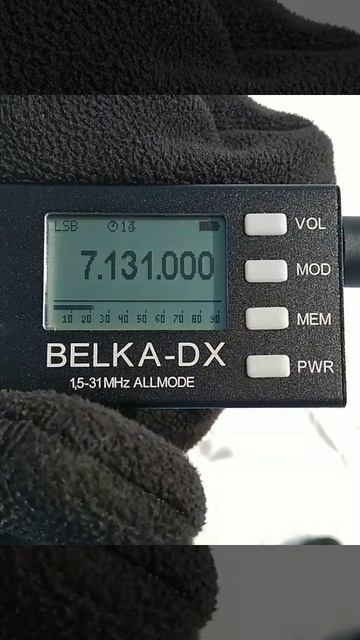 LSB
7.131.000
10 20 30 40 50 60 70 80 90
BELKA-DX
1,5-31MHz ALLMODE
VOL
MOD
MEM
PWR